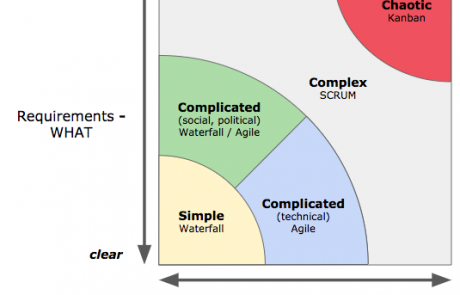 Chaotic
Kanban
Complex
SCRUM
Requirements -
WHAT
Complicated
(social, political)
Waterfall / Agile
Complicated
(technical)
Agile
Simple
Waterfall
clear